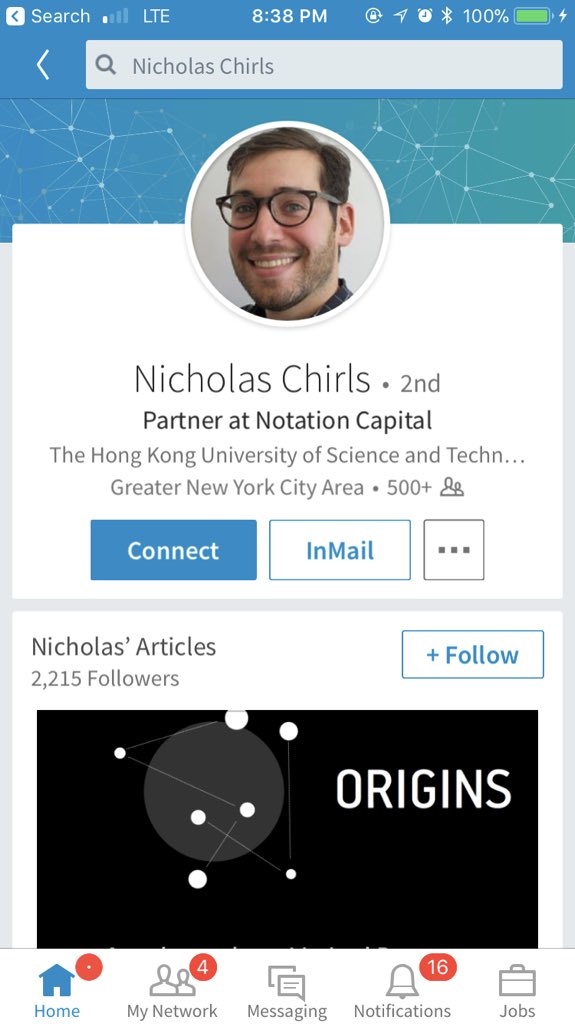 Search LTE 8:38 PM 100%
Nicholas Chirls
Nicholas Chirls • 2nd
Partner at Notation Capital
The Hong Kong University of Science and Techn...
Greater New York City Area • 500+
Connect InMail
Nicholas’ Articles
+ Follow
2,215 Followers
ORIGINS
4 16
Home My Network Messaging Notifications Jobs